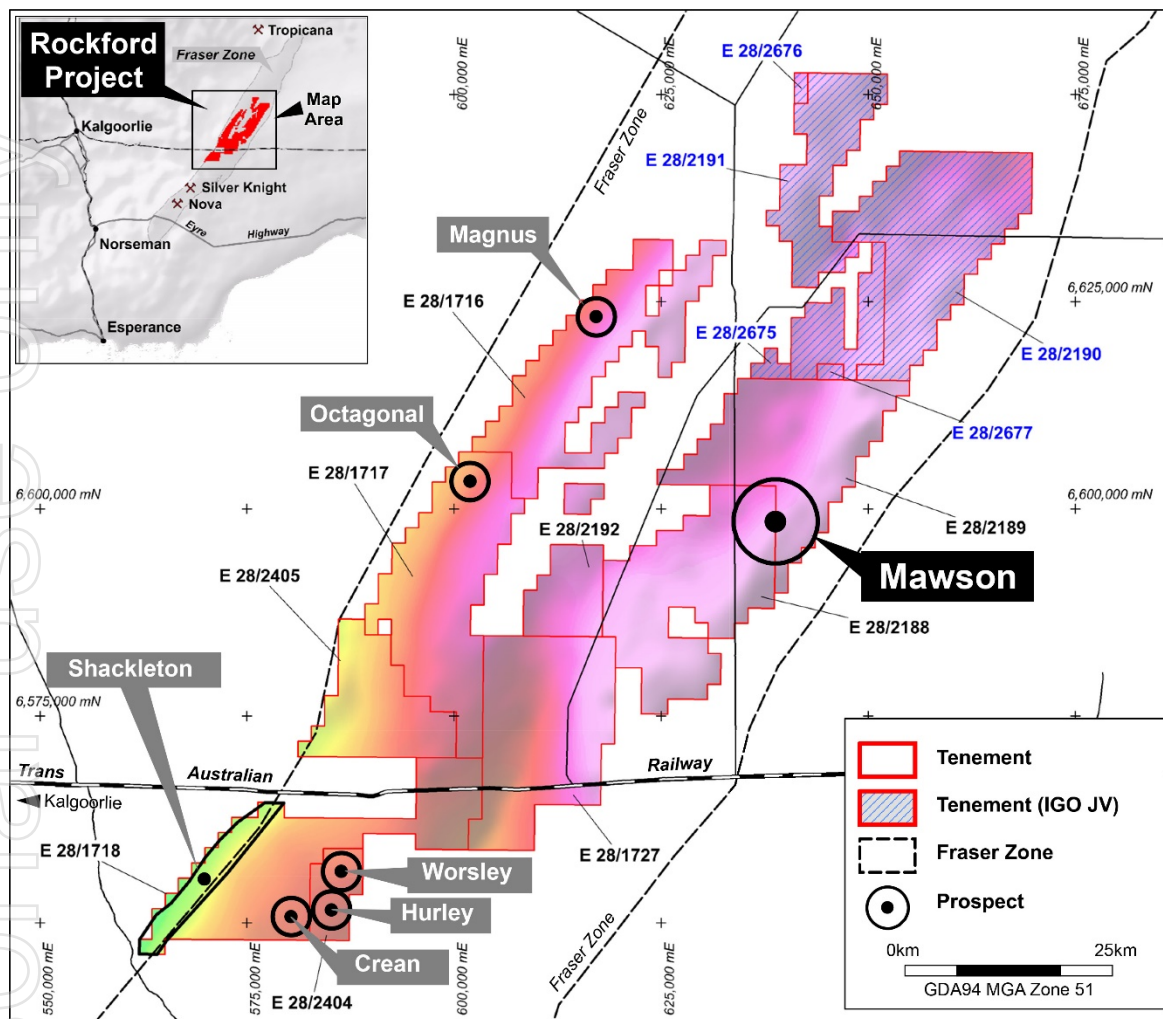 Tropicana
Fraser Zone
Rockford
Project
Map
Area
Kalgoorlie
Silver Knight
Nova
Eyre
Highway
Norseman
Esperance
600,000 mE
625,000 mE
650,000 mE
675,000 mE
Fraser Zone
E 28/2676
E 28/2191
Magnus
E 28/1716
6,625,000 mN
E 28/2675
E 28/2190
Octagonal
E 28/2677
E 28/1717
6,600,000 mN
6,600,000 mN
E 28/2192
E 28/2189
E 28/2405
Mawson
E 28/2188
Shackleton
6,575,000 mN
Trans
Australian
Railway
Kalgoorlie
E 28/1718
E 28/1727
Worsley
Hurley
Crean
E 28/2404
Fraser Zone
550,000 mE
575,000 mE
600,000 mE
625,000 mE
Tenement
Tenement (IGO JV)
Fraser Zone
Prospect
0km
25km
GDA94 MGA Zone 51